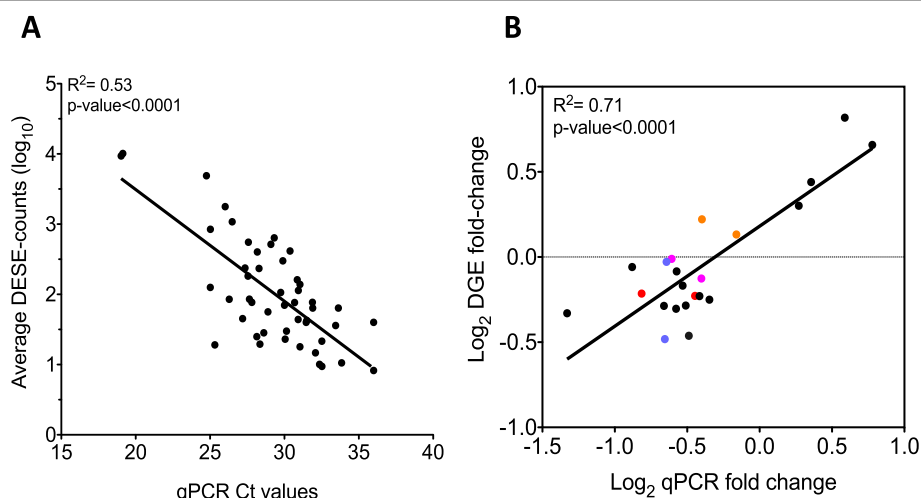 A
R²= 0.53
p-value<0.0001
Average DESE-counts (log₁₀)
5
4
3
2
1
0
15
20
25
30
35
40
qPCR Ct values
B
R²= 0.71
p-value<0.0001
Log₂ DGE fold-change
1.0
0.5
0.0
-0.5
-1.0
-1.5
-1.0
-0.5
0.0
0.5
1.0
Log₂ qPCR fold change